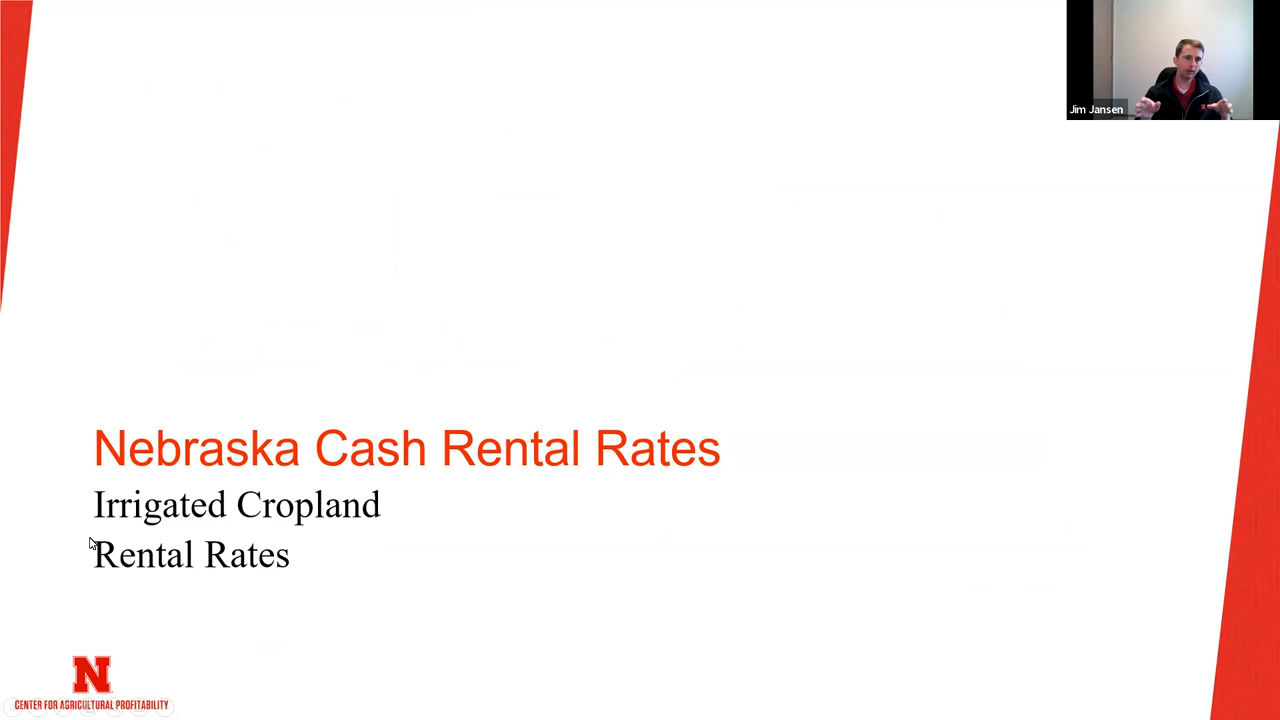 Jim Jansen
Nebraska Cash Rental Rates
Irrigated Cropland
Rental Rates
N
CENTER FOR AGRICULTURAL PROFITABILITY